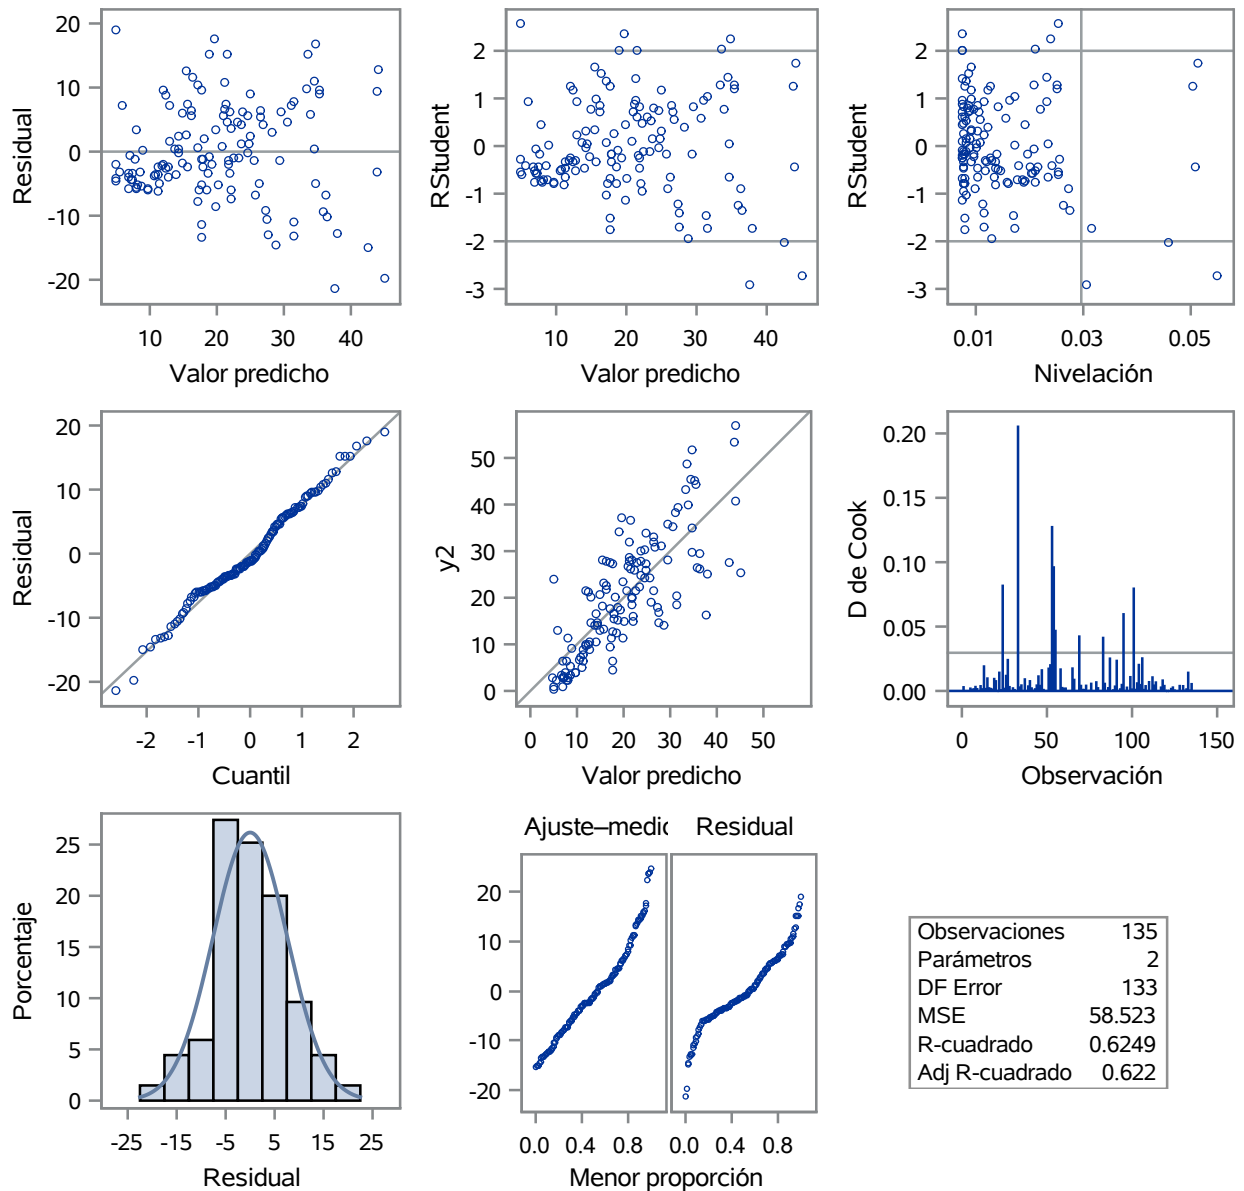 20
10
0
-10
-20
Residual
10 20 30 40
Valor predicho
2
1
0
-1
-2
-3
RStudent
10 20 30 40
Valor predicho
2
1
0
-1
-2
-3
RStudent
0.01 0.03 0.05
Nivelación
20
10
0
-10
-20
Residual
-2 -1 0 1 2
Cuantil
50
40
30
20
10
0
y2
0 10 20 30 40 50
Valor predicho
0.20
0.15
0.10
0.05
0.00
D de Cook
0 50 100 150
Observación
25
20
15
10
5
0
Porcentaje
-25 -15 -5 5 15 25
Residual
Ajuste–medic Residual
20
10
0
-10
-20
0.0 0.4 0.8 0.0 0.4 0.8
Menor proporción
Observaciones 135
Parámetros 2
DF Error 133
MSE 58.523
R-cuadrado 0.6249
Adj R-cuadrado 0.622